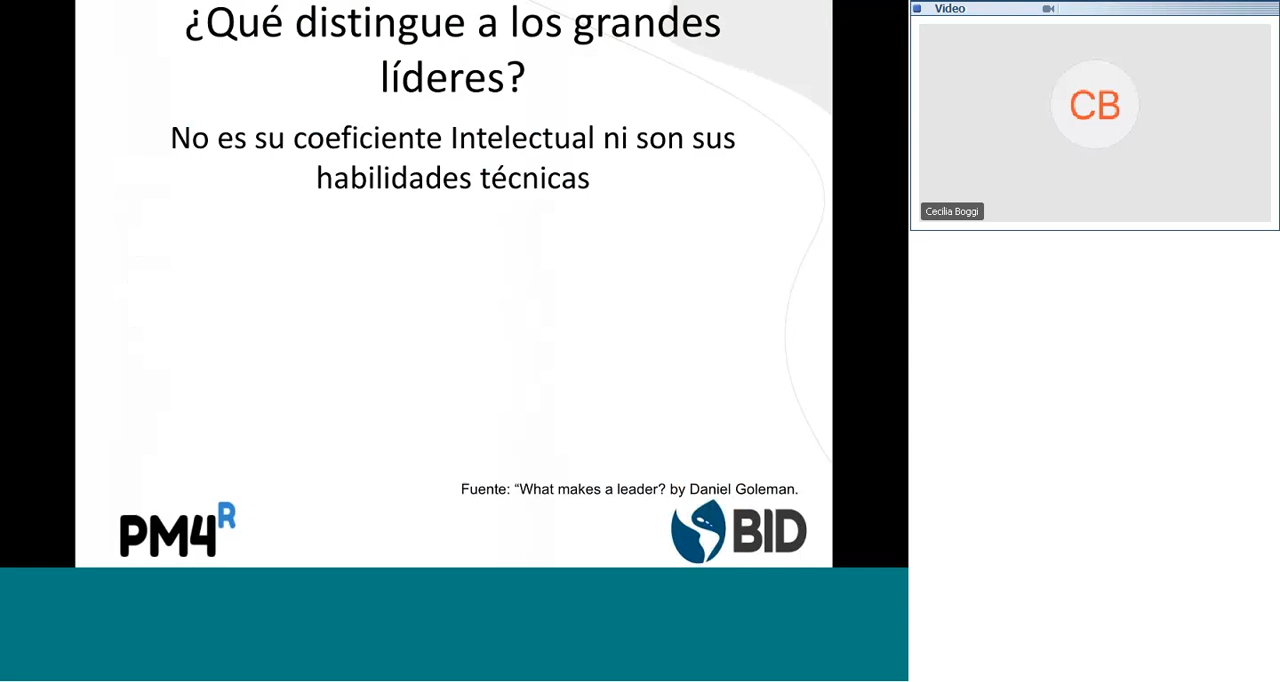 ¿Qué distingue a los grandes
líderes?
No es su coeficiente Intelectual ni son sus
habilidades técnicas
Fuente: “What makes a leader? by Daniel Goleman.
PM4R
BID
Video
CB
Cecilia Boggi